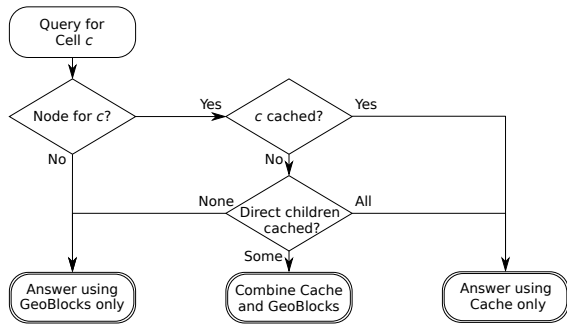 Query for
Cell c
Node for c?
Yes
c cached?
Yes
No
No
None
Direct children
cached?
All
Some
Answer using
GeoBlocks only
Combine Cache
and GeoBlocks
Answer using
Cache only